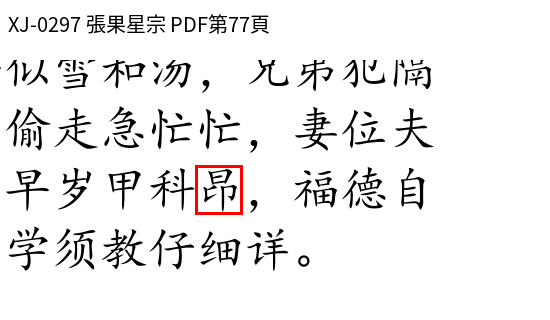 XJ-0297 張果星宗 PDF第77頁
似雪和汤，兄弟犯隔
偷走急忙忙，妻位夫
早岁甲科昂，福德自
学须教仔细详。